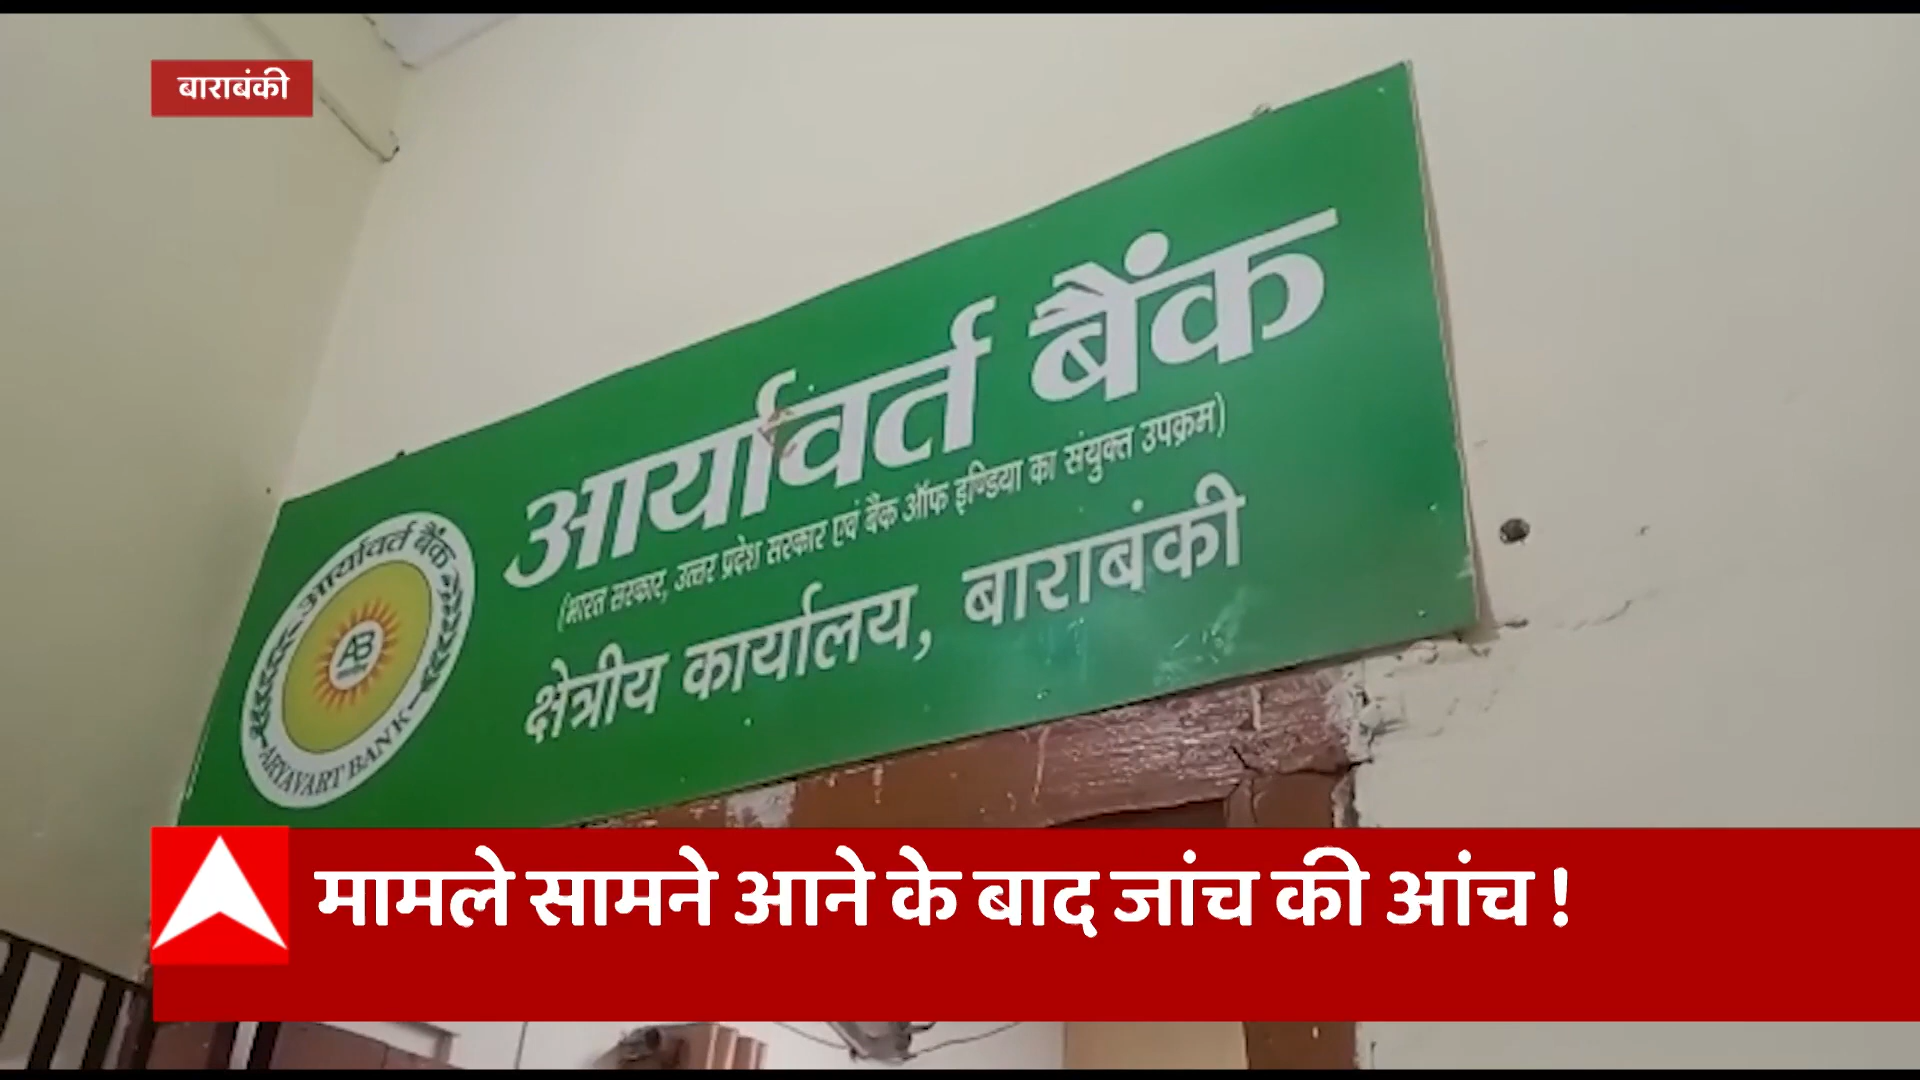 बाराबंकी
आर्यावर्त बैंक
(भारत सरकार, उत्तर प्रदेश सरकार एवं बैंक ऑफ इण्डिया का संयुक्त उपक्रम)
क्षेत्रीय कार्यालय, बाराबंकी
आर्यावर्त बैंक
AB
ARYAVART BANK
मामले सामने आने के बाद जांच की आंच !